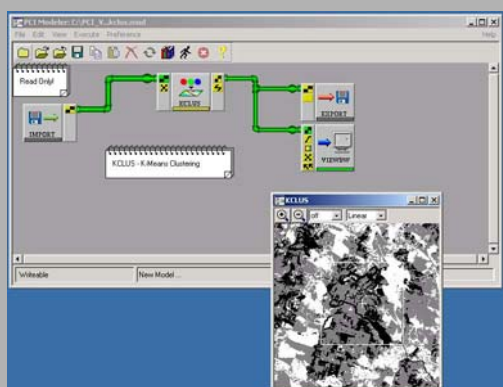 PCI Modeler: C:/PCI_V...kclus.mod
File Edit View Execute Preference Help
Read Only!
IMPORT
KCLUS
EXPORT
VIEWER
KCLUS - K-Means Clustering
KCLUS
off Linear
Writeable New Model ...